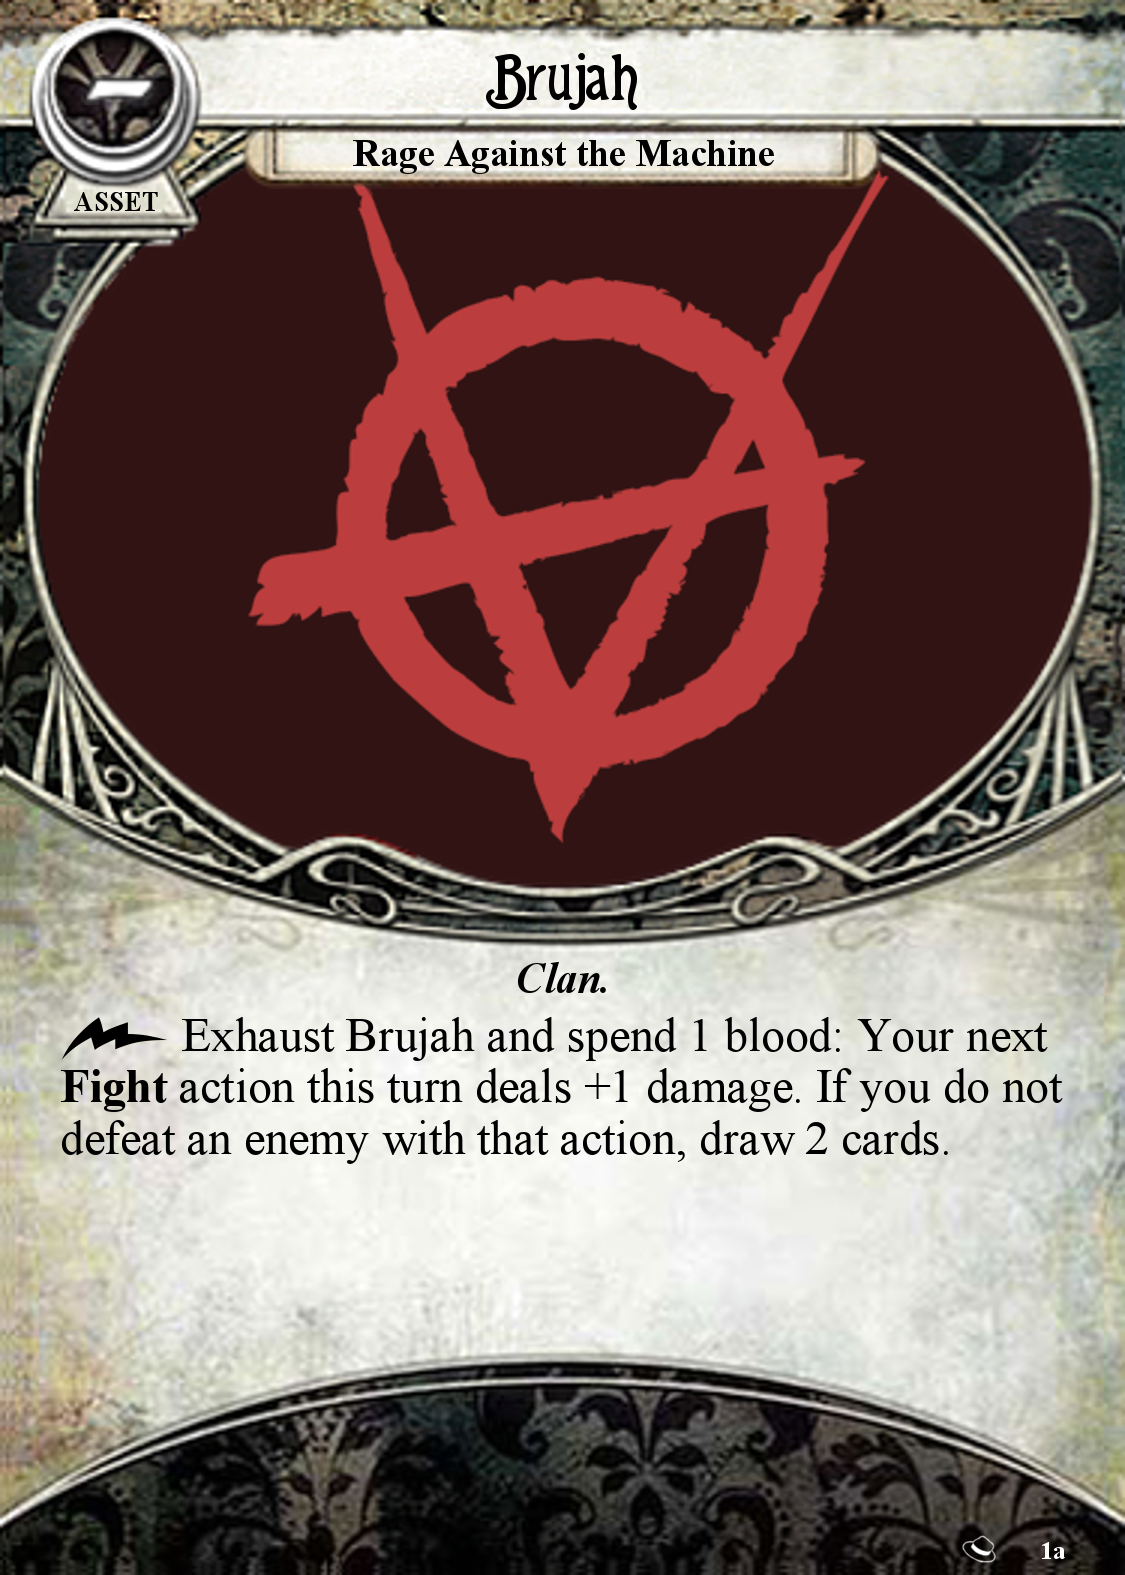 Brujah
Rage Against the Machine
ASSET
Clan.
Exhaust Brujah and spend 1 blood: Your next
Fight action this turn deals +1 damage. If you do not
defeat an enemy with that action, draw 2 cards.
1a